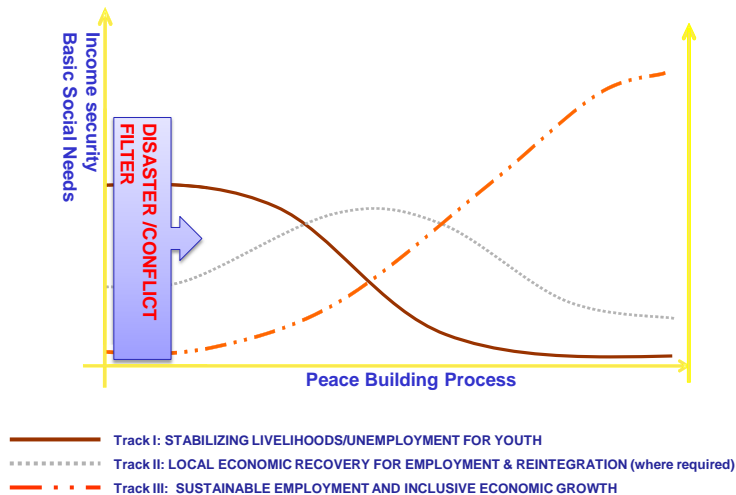 Income security
Basic Social Needs
DISASTER /CONFLICT
FILTER
Peace Building Process
Track I: STABILIZING LIVELIHOODS/UNEMPLOYMENT FOR YOUTH
Track II: LOCAL ECONOMIC RECOVERY FOR EMPLOYMENT & REINTEGRATION (where required)
Track III: SUSTAINABLE EMPLOYMENT AND INCLUSIVE ECONOMIC GROWTH